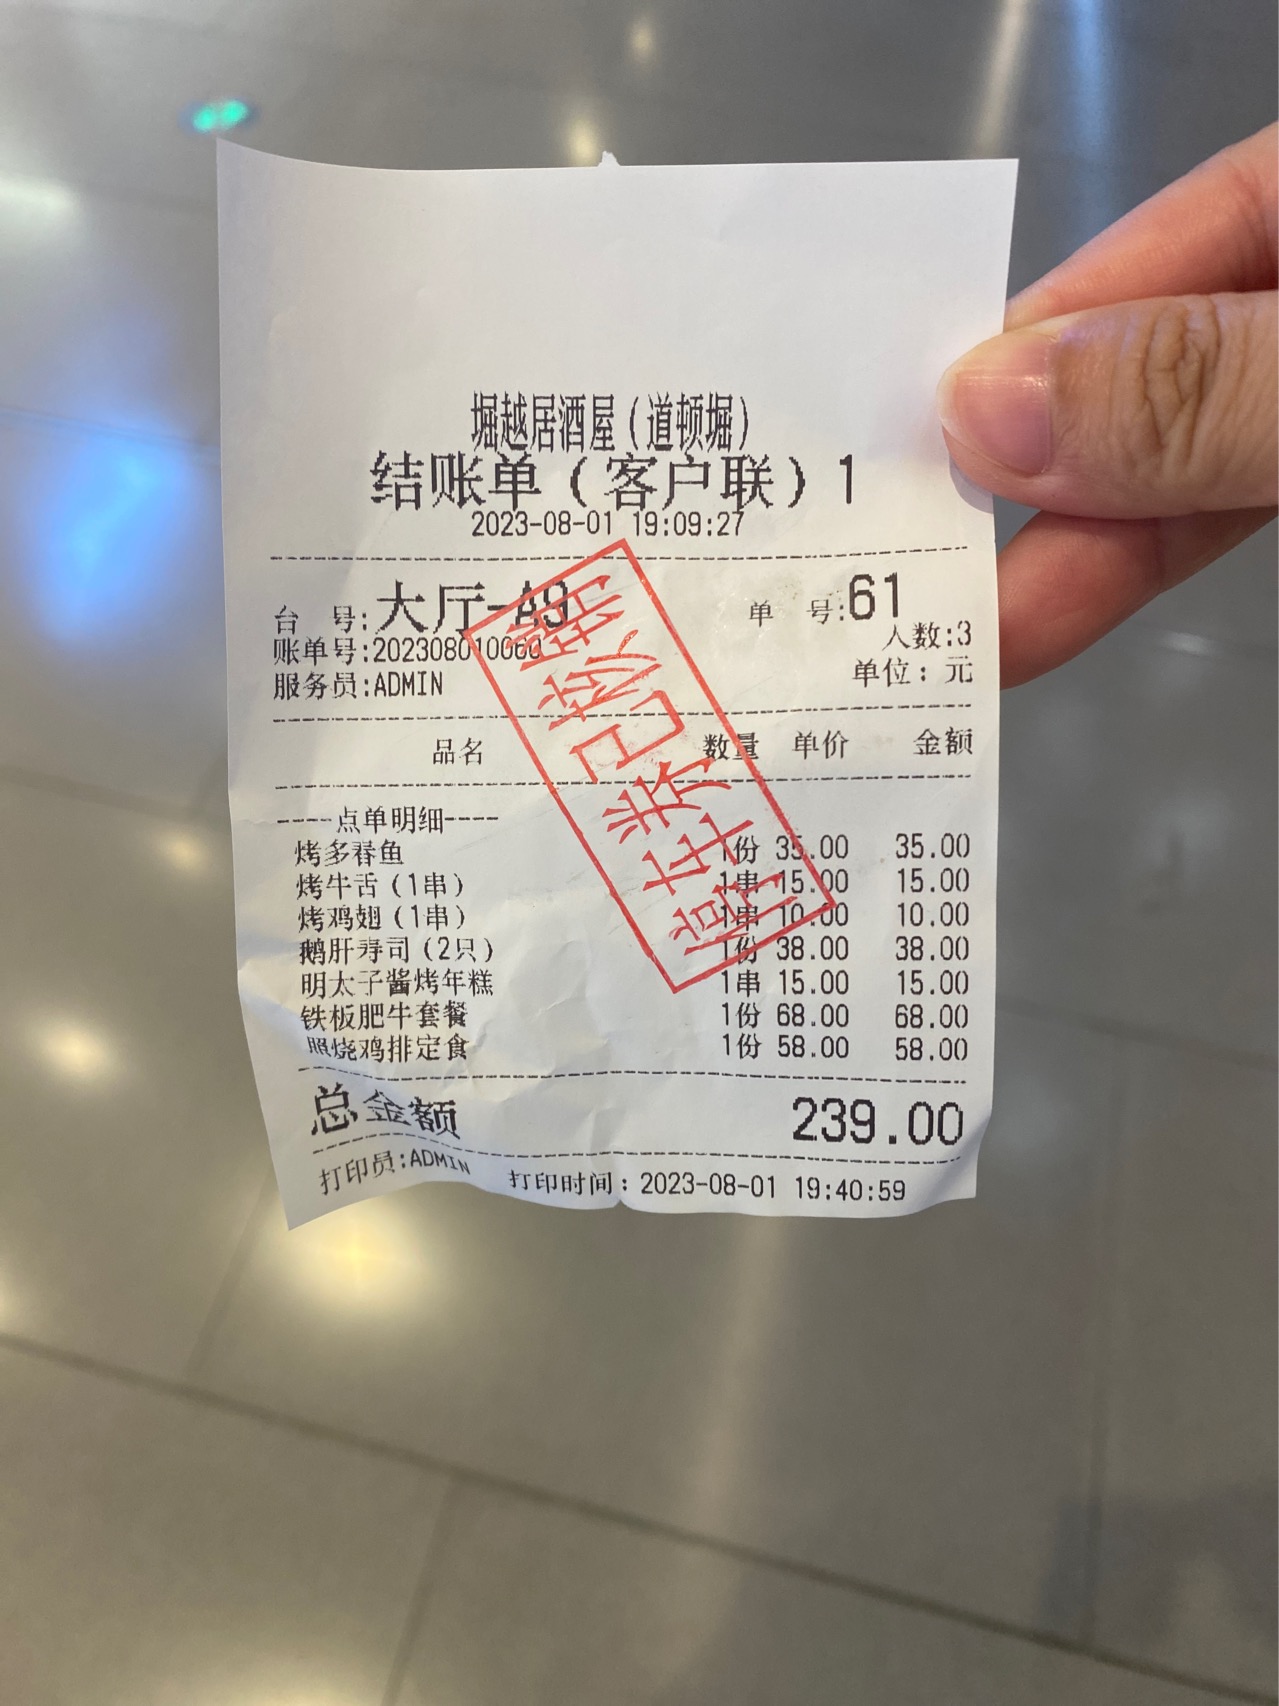 堀越居酒屋(道顿堀)
结账单(客户联)1
2023-08-01 19:09:27
台 号:大厅-A9 单 号:61
账单号:202308010060 人数:3
服务员:ADMIN 单位: 元
品名 数量 单价 金额
----点单明细----
烤多春鱼 1份 35.00 35.00
烤牛舌(1串) 1串 15.00 15.00
烤鸡翅(1串) 1串 10.00 10.00
鹅肝寿司(2只) 1份 38.00 38.00
明太子酱烤年糕 1串 15.00 15.00
铁板肥牛套餐 1份 68.00 68.00
照烧鸡排定食 1份 58.00 58.00
总金额 239.00
打印员:ADMIN 打印时间: 2023-08-01 19:40:59
停车券已核销